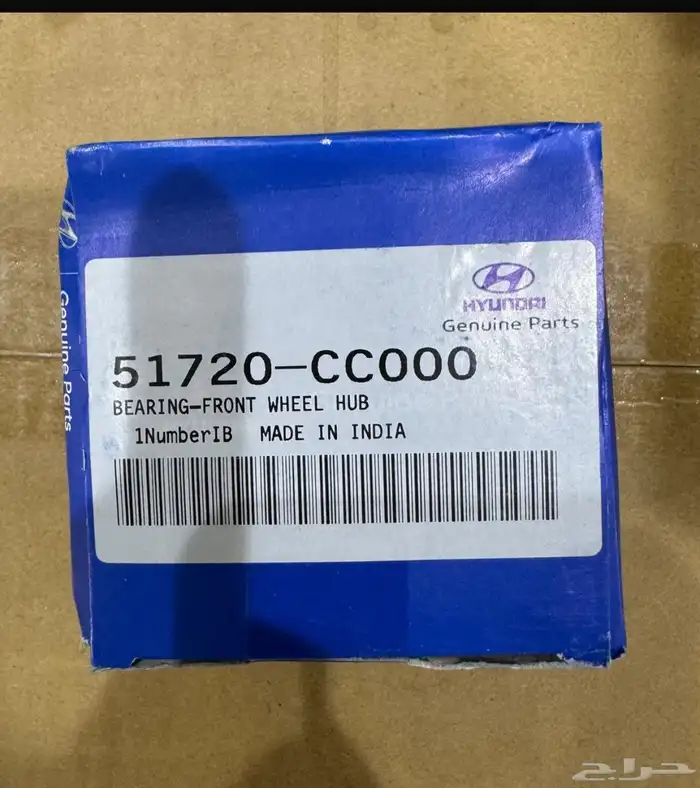 HYUNDAI
Genuine Parts
51720-CC000
BEARING-FRONT WHEEL HUB
1NumberIB MADE IN INDIA
Genuine Parts
حراج